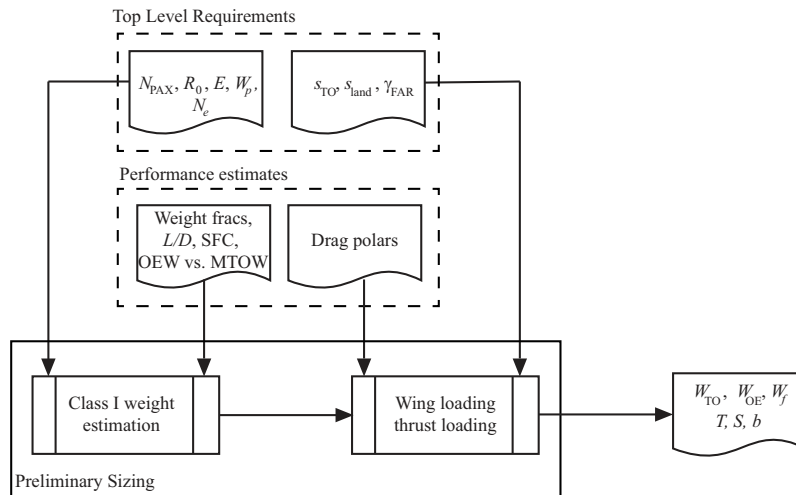 Top Level Requirements
N_PAX, R_0, E, W_p,
N_e
s_TO, s_land, γ_FAR
Performance estimates
Weight fracs,
L/D, SFC,
OEW vs. MTOW
Drag polars
Class I weight
estimation
Wing loading
thrust loading
W_TO, W_OE, W_f
T, S, b
Preliminary Sizing